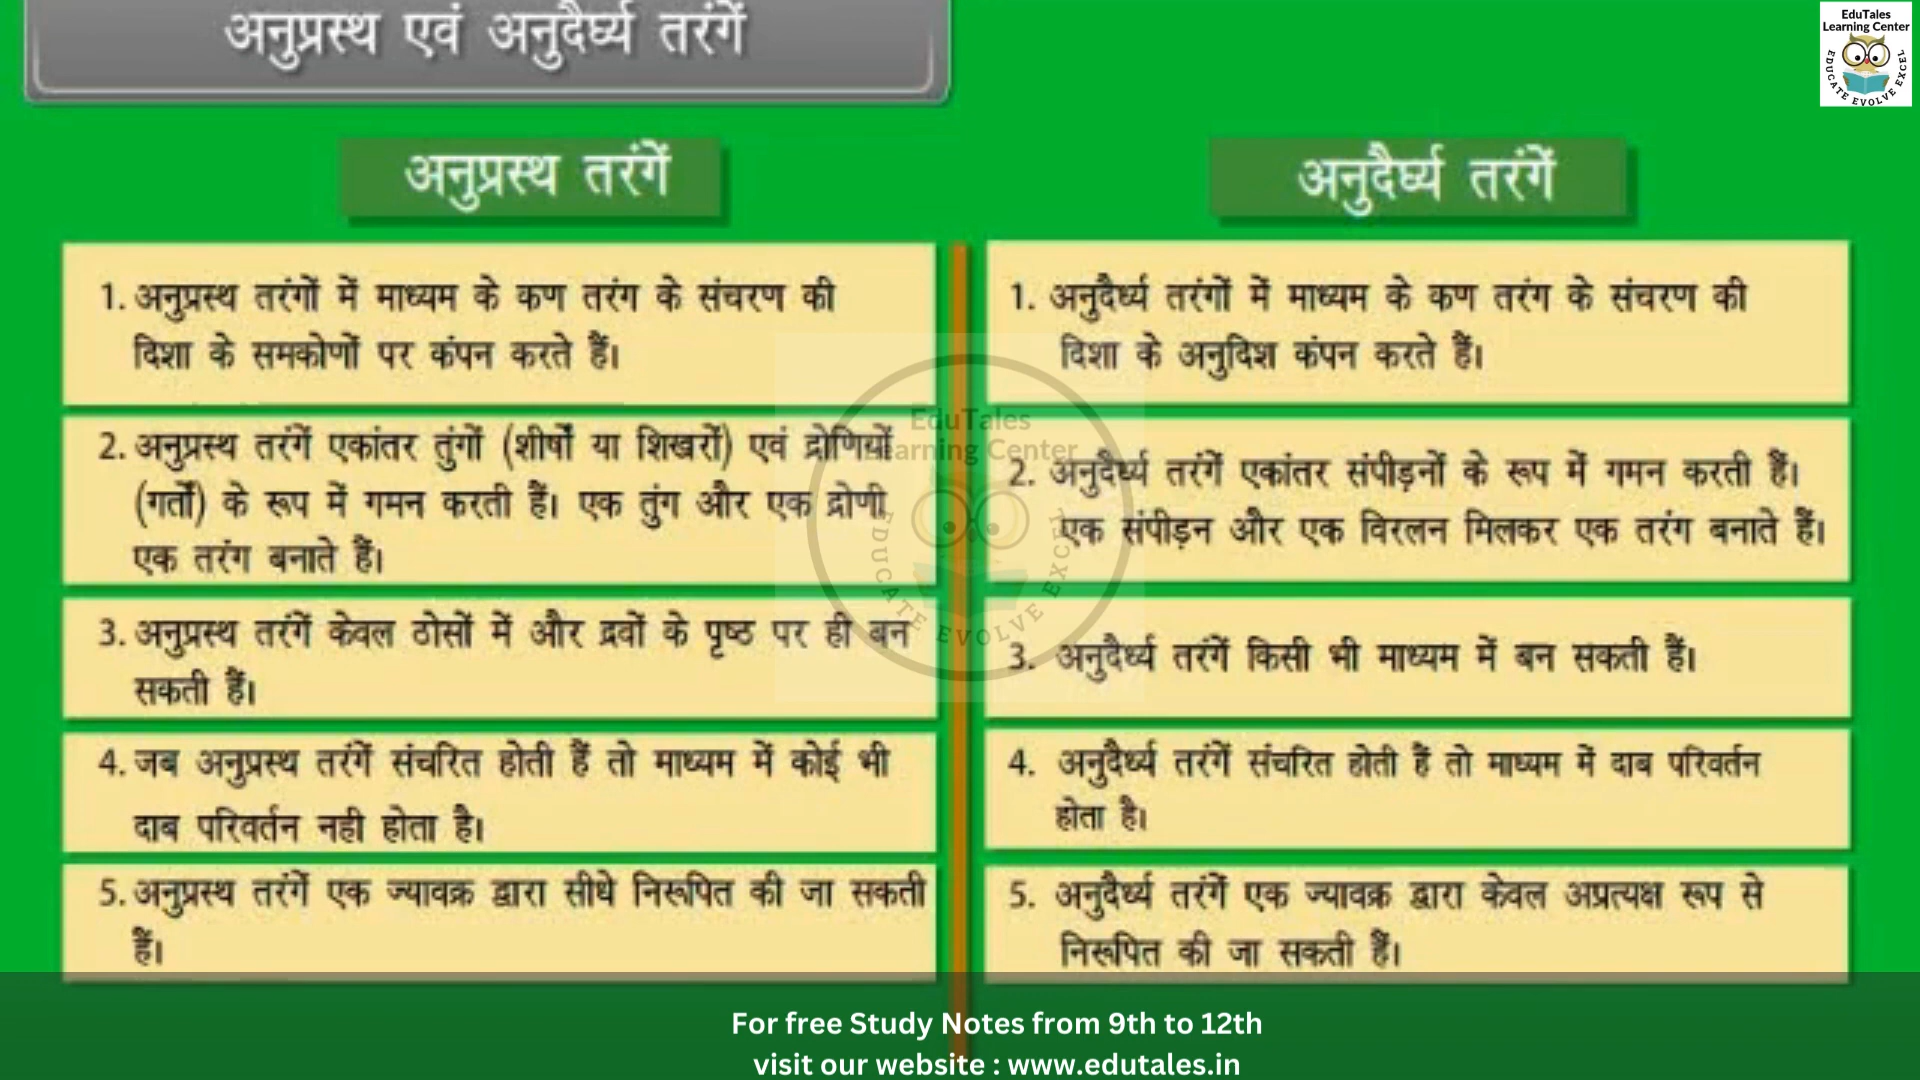 अनुप्रस्थ एवं अनुदैर्घ्य तरंगें
EduTales
Learning Center
EDUCATE EVOLVE EXCEL
अनुप्रस्थ तरंगें
1. अनुप्रस्थ तरंगों में माध्यम के कण तरंग के संचरण की
दिशा के समकोणों पर कंपन करते हैं।
2. अनुप्रस्थ तरंगें एकांतर तुंगों (शीर्षों या शिखरों) एवं द्रोणियों
(गर्तों) के रूप में गमन करती हैं। एक तुंग और एक द्रोणी
एक तरंग बनाते हैं।
3. अनुप्रस्थ तरंगें केवल ठोसों में और द्रवों के पृष्ठ पर ही बन
सकती हैं।
4. जब अनुप्रस्थ तरंगें संचरित होती हैं तो माध्यम में कोई भी
दाब परिवर्तन नही होता है।
5. अनुप्रस्थ तरंगें एक ज्यावक्र द्वारा सीधे निरूपित की जा सकती
हैं।
अनुदैर्घ्य तरंगें
1. अनुदैर्ध्य तरंगों में माध्यम के कण तरंग के संचरण की
दिशा के अनुदिश कंपन करते हैं।
2. अनुदैर्ध्य तरंगें एकांतर संपीड़नों के रूप में गमन करती हैं।
एक संपीड़न और एक विरलन मिलकर एक तरंग बनाते हैं।
3. अनुदैर्ध्य तरंगें किसी भी माध्यम में बन सकती हैं।
4. अनुदैर्ध्य तरंगें संचरित होती हैं तो माध्यम में दाब परिवर्तन
होता है।
5. अनुदैर्ध्य तरंगें एक ज्यावक्र द्वारा केवल अप्रत्यक्ष रूप से
निरूपित की जा सकती हैं।
EduTales
Learning Center
EDUCATE EVOLVE EXCEL
For free Study Notes from 9th to 12th
visit our website : www.edutales.in